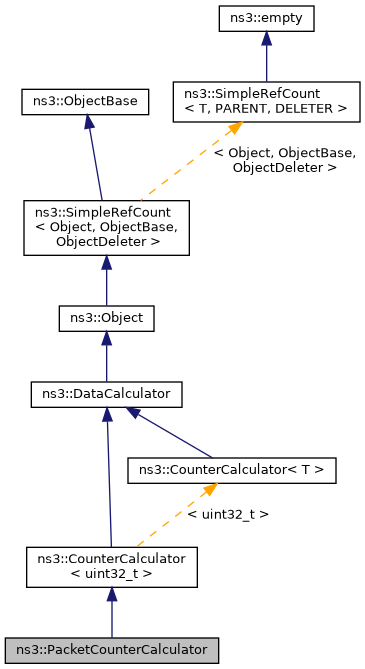 ns3::empty
ns3::SimpleRefCount
< T, PARENT, DELETER >
ns3::ObjectBase
< Object, ObjectBase,
ObjectDeleter >
ns3::SimpleRefCount
< Object, ObjectBase,
ObjectDeleter >
ns3::Object
ns3::DataCalculator
ns3::CounterCalculator< T >
< uint32_t >
ns3::CounterCalculator
< uint32_t >
ns3::PacketCounterCalculator